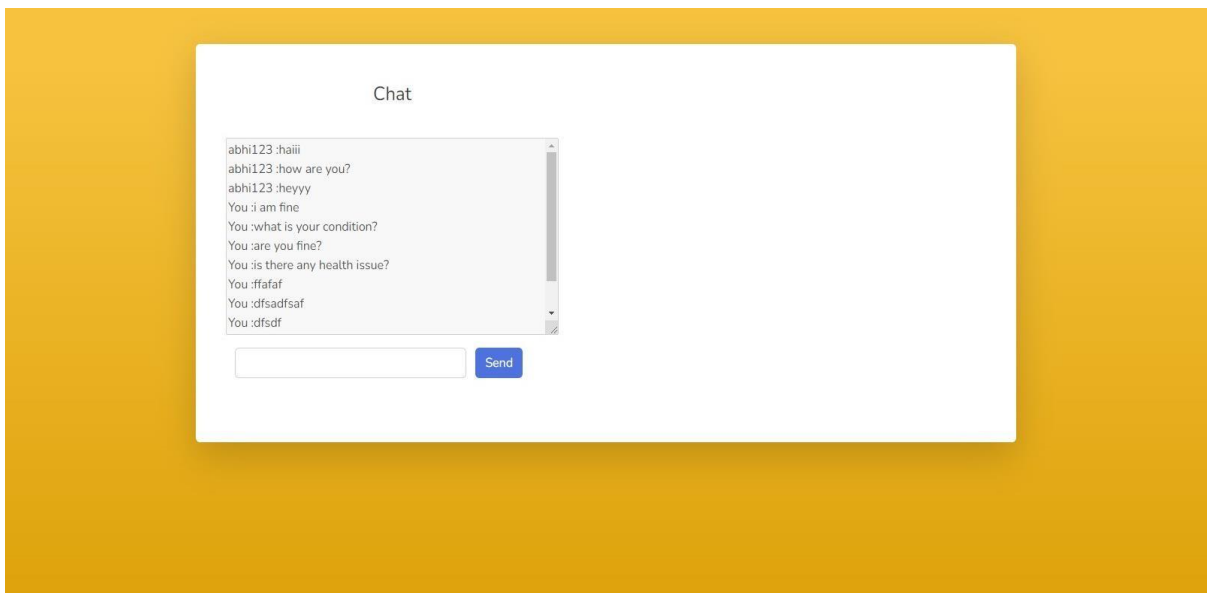 Chat
abhi123 :haiii
abhi123 :how are you?
abhi123 :heyyy
You :i am fine
You :what is your condition?
You :are you fine?
You :is there any health issue?
You :ffafaf
You :dfsadfsaf
You :dfsdf
Send